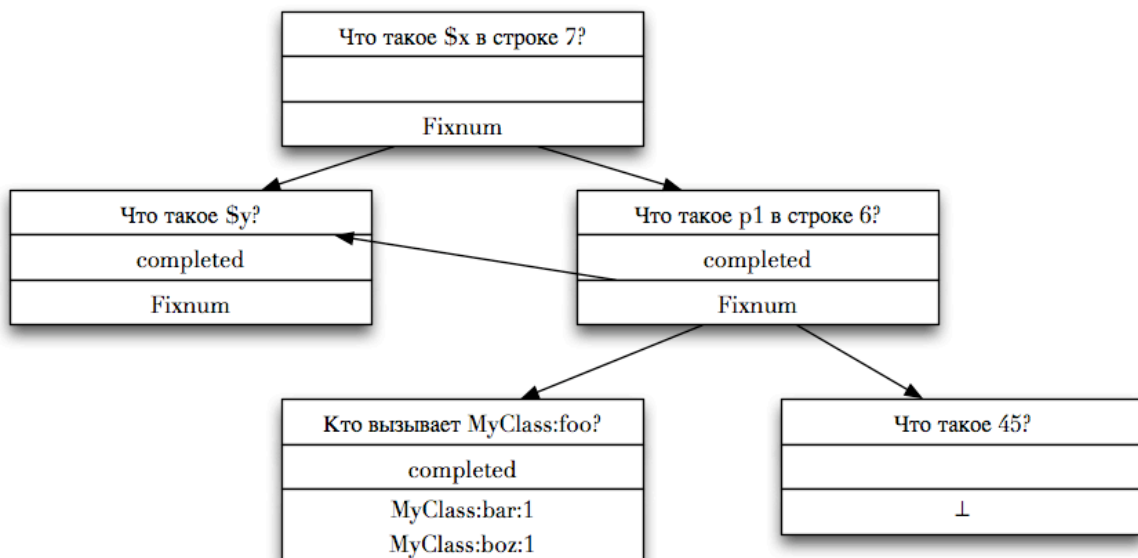 Что такое $x в строке 7?
Fixnum
Что такое $y?
completed
Fixnum
Что такое p1 в строке 6?
completed
Fixnum
Кто вызывает MyClass:foo?
completed
MyClass:bar:1
MyClass:boz:1
Что такое 45?
⊥